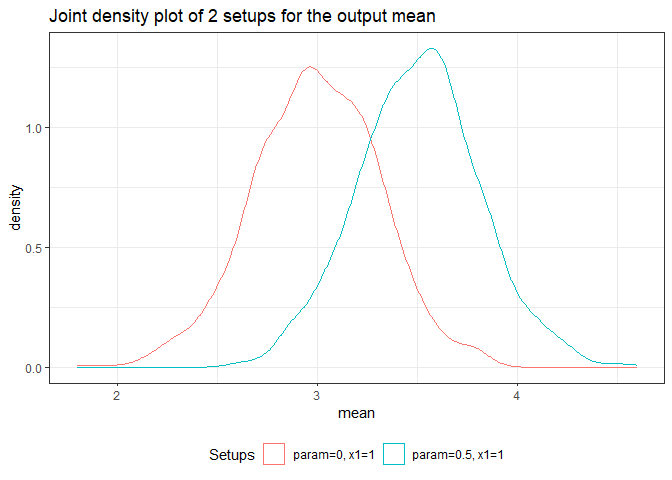 Joint density plot of 2 setups for the output mean
density
1.0
0.5
0.0
2 3 4
mean
Setups param=0, x1=1 param=0.5, x1=1